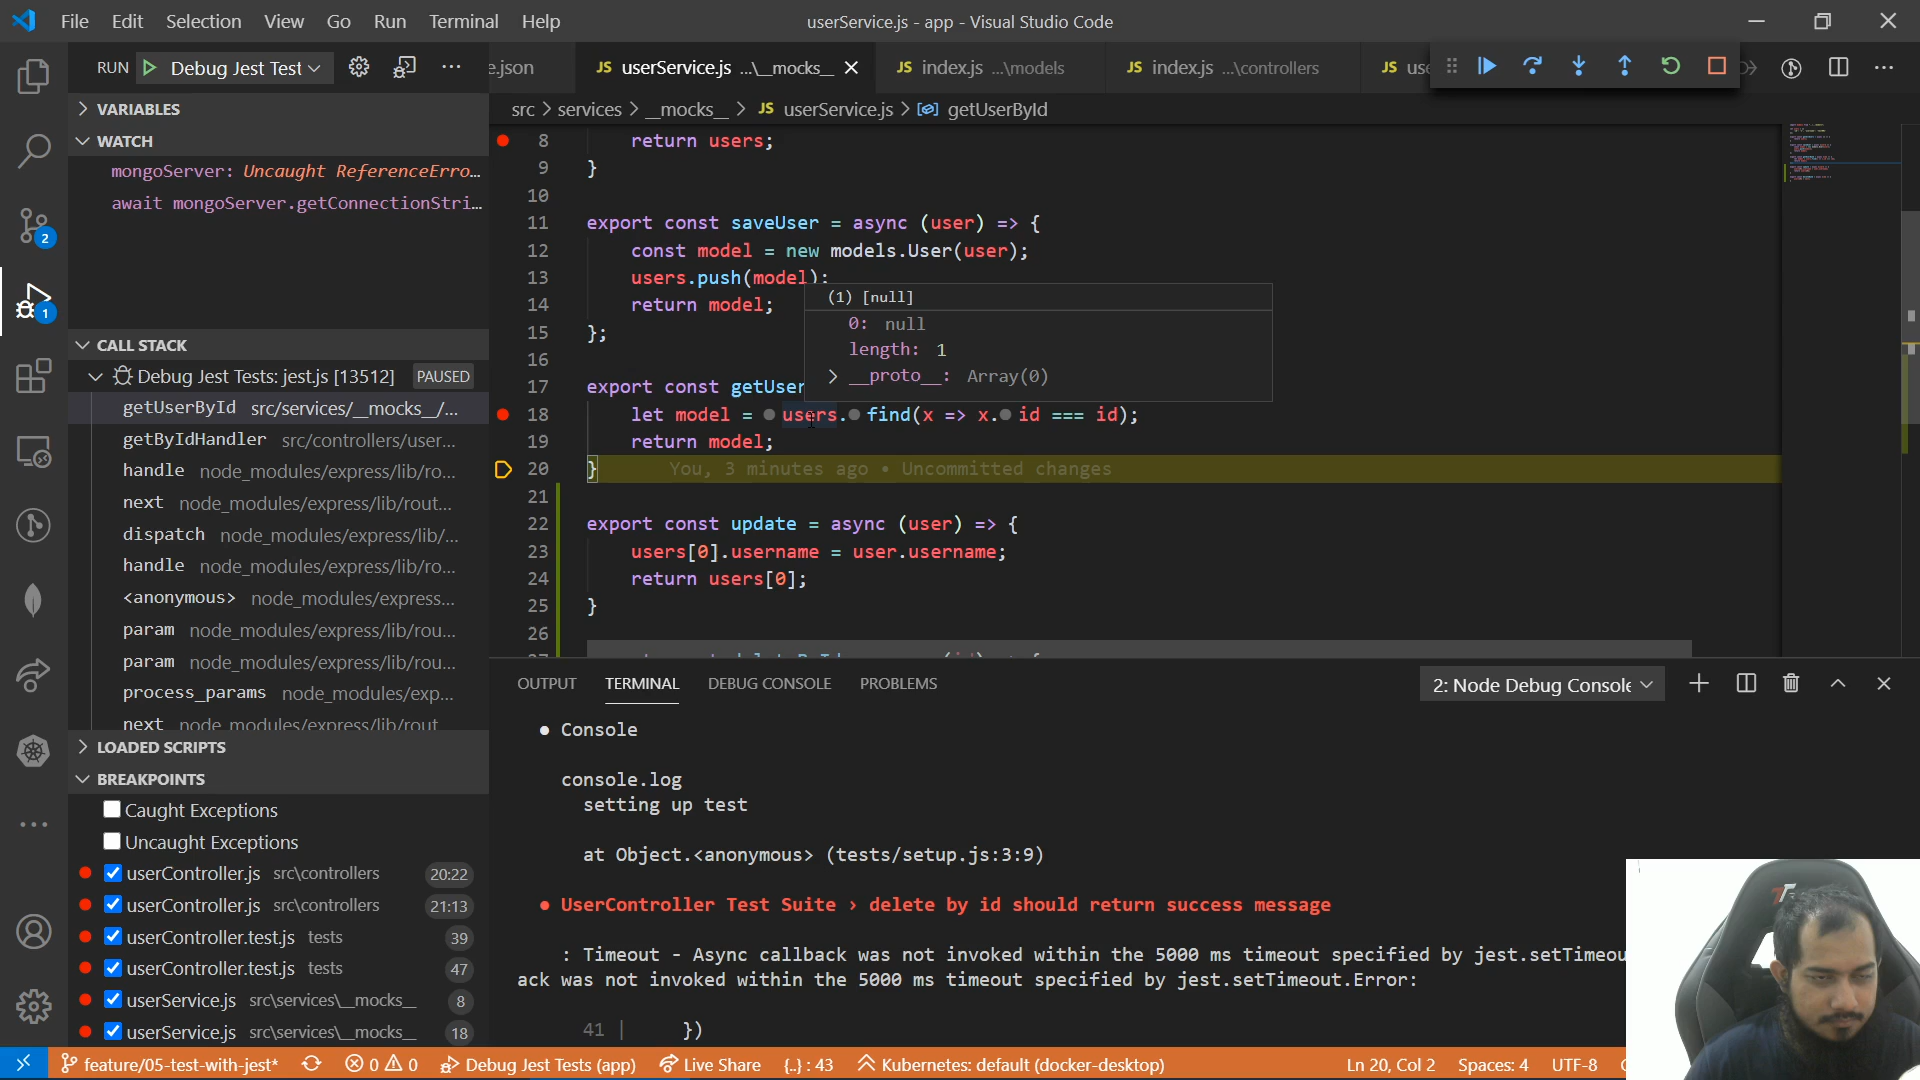 File Edit Selection View Go Run Terminal Help
userService.js - app - Visual Studio Code
RUN Debug Jest Test
e.json
JS userService.js ...\__mocks__
JS index.js ...\models
JS index.js ...\controllers
JS use
VARIABLES
WATCH
mongoServer: Uncaught ReferenceErro...
await mongoServer.getConnectionStri...
CALL STACK
Debug Jest Tests: jest.js [13512] PAUSED
getUserById src/services/__mocks__/...
getByIdHandler src/controllers/user...
handle node_modules/express/lib/ro...
next node_modules/express/lib/rout...
dispatch node_modules/express/lib/...
handle node_modules/express/lib/ro...
<anonymous> node_modules/express...
param node_modules/express/lib/rou...
param node_modules/express/lib/rou...
process_params node_modules/exp...
next node_modules/express/lib/rout
LOADED SCRIPTS
BREAKPOINTS
Caught Exceptions
Uncaught Exceptions
userController.js src\controllers 20:22
userController.js src\controllers 21:13
userController.test.js tests 39
userController.test.js tests 47
userService.js src\services\__mocks__ 8
userService.js src\services\__mocks__ 18
2
1
src > services > __mocks__ > JS userService.js > getUserById
8 return users;
9 }
10
11 export const saveUser = async (user) => {
12 const model = new models.User(user);
13 users.push(model);
14 return model;
15 };
16
17 export const getUser
18 let model = users.find(x => x.id === id);
19 return model;
20 } You, 3 minutes ago • Uncommitted changes
21
22 export const update = async (user) => {
23 users[0].username = user.username;
24 return users[0];
25 }
26
(1) [null]
0: null
length: 1
__proto__: Array(0)
OUTPUT TERMINAL DEBUG CONSOLE PROBLEMS
2: Node Debug Console
● Console
console.log
setting up test
at Object.<anonymous> (tests/setup.js:3:9)
● UserController Test Suite › delete by id should return success message
: Timeout - Async callback was not invoked within the 5000 ms timeout specified by jest.setTimeou
ack was not invoked within the 5000 ms timeout specified by jest.setTimeout.Error:
41 | })
feature/05-test-with-jest* 0 0 Debug Jest Tests (app) Live Share {..} : 43 Kubernetes: default (docker-desktop) Ln 20, Col 2 Spaces: 4 UTF-8